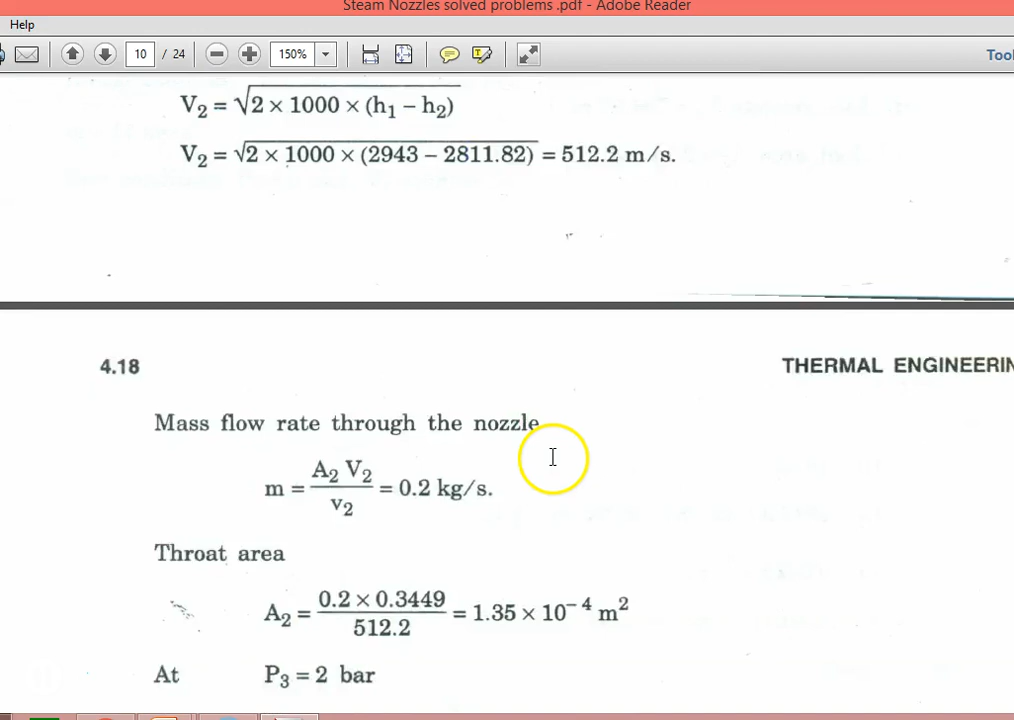 Steam Nozzles solved problems .pdf - Adobe Reader
Help
10 / 24 150% Tool
V₂ = √2 × 1000 × (h₁ − h₂)
V₂ = √2 × 1000 × (2943 − 2811.82) = 512.2 m/s.
4.18 THERMAL ENGINEERIN
Mass flow rate through the nozzle
m = A₂ V₂ / v₂ = 0.2 kg/s.
Throat area
A₂ = 0.2 × 0.3449 / 512.2 = 1.35 × 10⁻⁴ m²
At P₃ = 2 bar